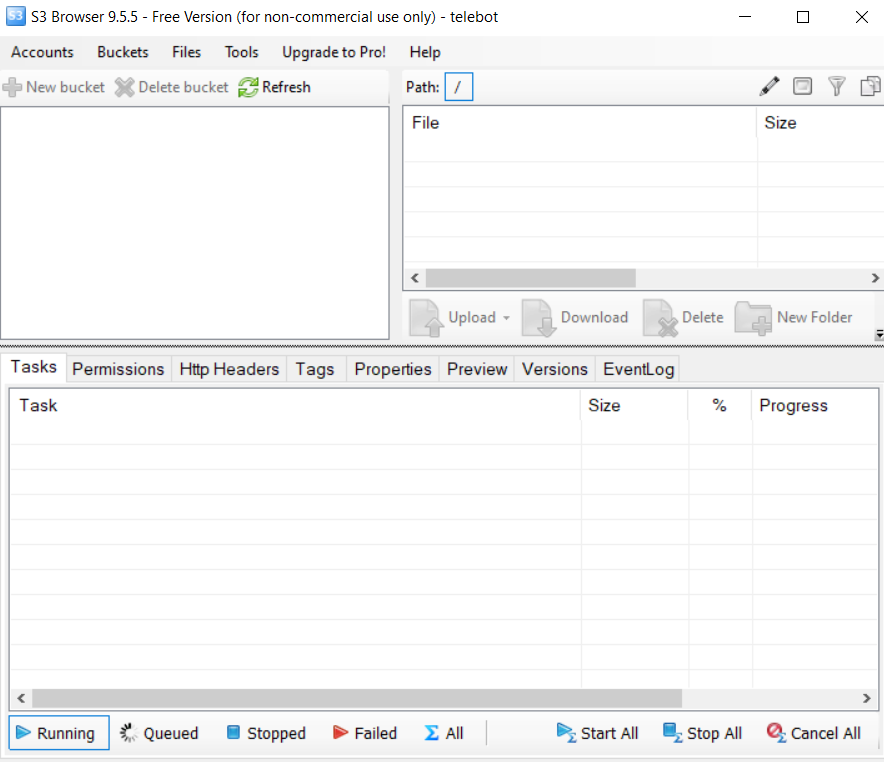 S3 Browser 9.5.5 - Free Version (for non-commercial use only) - telebot
Accounts Buckets Files Tools Upgrade to Pro! Help
New bucket Delete bucket Refresh
Path: /
File Size
Upload Download Delete New Folder
Tasks Permissions Http Headers Tags Properties Preview Versions EventLog
Task Size % Progress
Running Queued Stopped Failed All Start All Stop All Cancel All